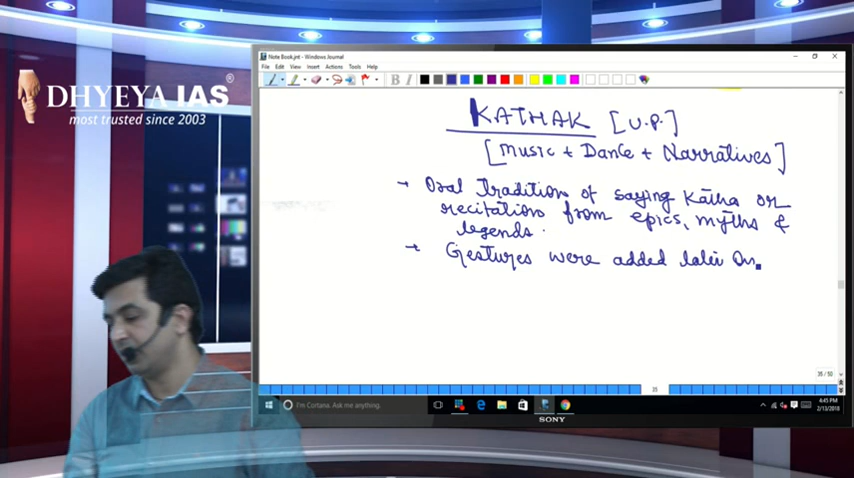 DHYEYA IAS®
most trusted since 2003
Note Book.jnt - Windows Journal
File Edit View Insert Actions Tools Help
KATHAK [U.P.]
[Music + Dance + Narratives]
→ Oral Tradition of saying Katha or
recitation from epics, myths &
legends.
→ Gestures were added later on.
35 / 50
25
I'm Cortana. Ask me anything.
4:45 PM
2/13/2018
SONY